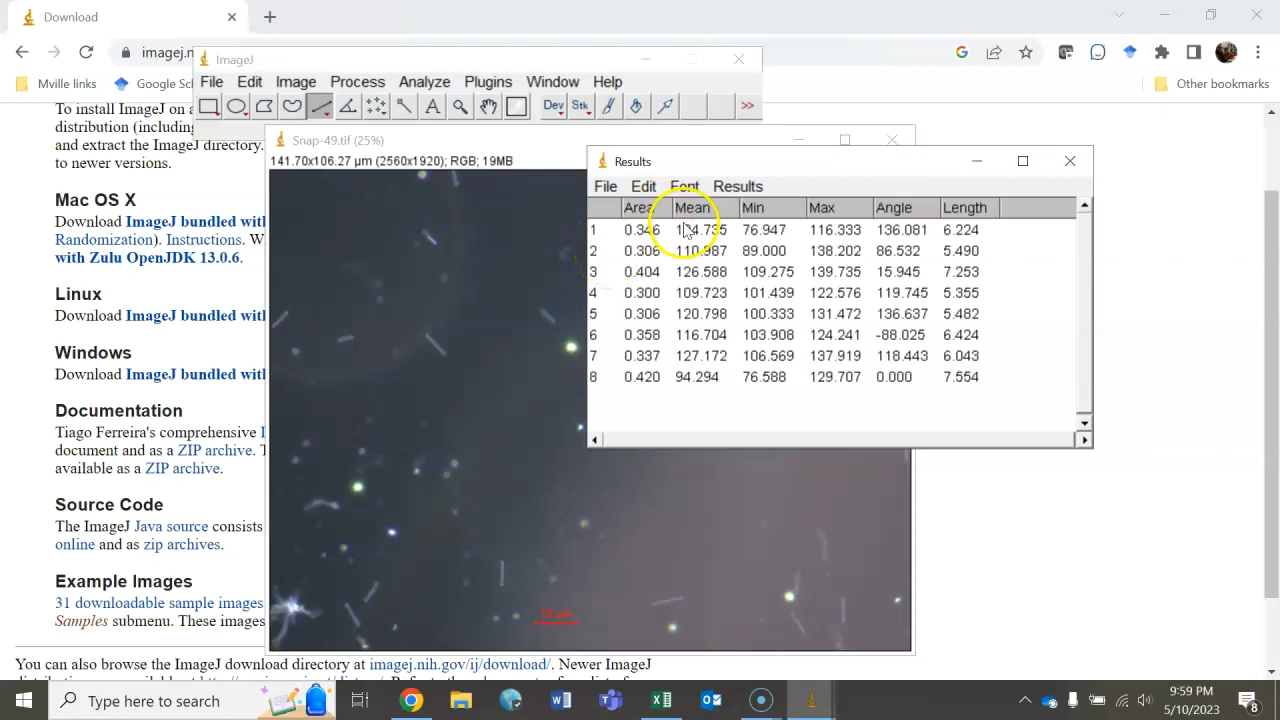 Download
imagej.n
Mville links
Google Sch
Other bookmarks
ImageJ
File Edit Image Process Analyze Plugins Window Help
Dev Stk >>
To install ImageJ on a
distribution (including
and extract the ImageJ directory.
to newer versions.
Mac OS X
Download ImageJ bundled with
Randomization). Instructions. W
with Zulu OpenJDK 13.0.6.
Linux
Download ImageJ bundled wit
Windows
Download ImageJ bundled wit
Documentation
Tiago Ferreira's comprehensive
document and as a ZIP archive.
available as a ZIP archive.
Source Code
The ImageJ Java source consists
online and as zip archives.
Example Images
31 downloadable sample images
Samples submenu. These images
You can also browse the ImageJ download directory at imagej.nih.gov/ij/download/. Newer ImageJ
Snap-49.tif (25%)
141.70x106.27 µm (2560x1920); RGB; 19MB
10 µm
Results
File Edit Font Results
Area Mean Min Max Angle Length
1 0.346 76.947 116.333 136.081 6.224
2 0.306 110.987 89.000 138.202 86.532 5.490
3 0.404 126.588 109.275 139.735 15.945 7.253
4 0.300 109.723 101.439 122.576 119.745 5.355
5 0.306 120.798 100.333 131.472 136.637 5.482
6 0.358 116.704 103.908 124.241 -88.025 6.424
7 0.337 127.172 106.569 137.919 118.443 6.043
8 0.420 94.294 76.588 129.707 0.000 7.554
Type here to search
9:59 PM
5/10/2023
8